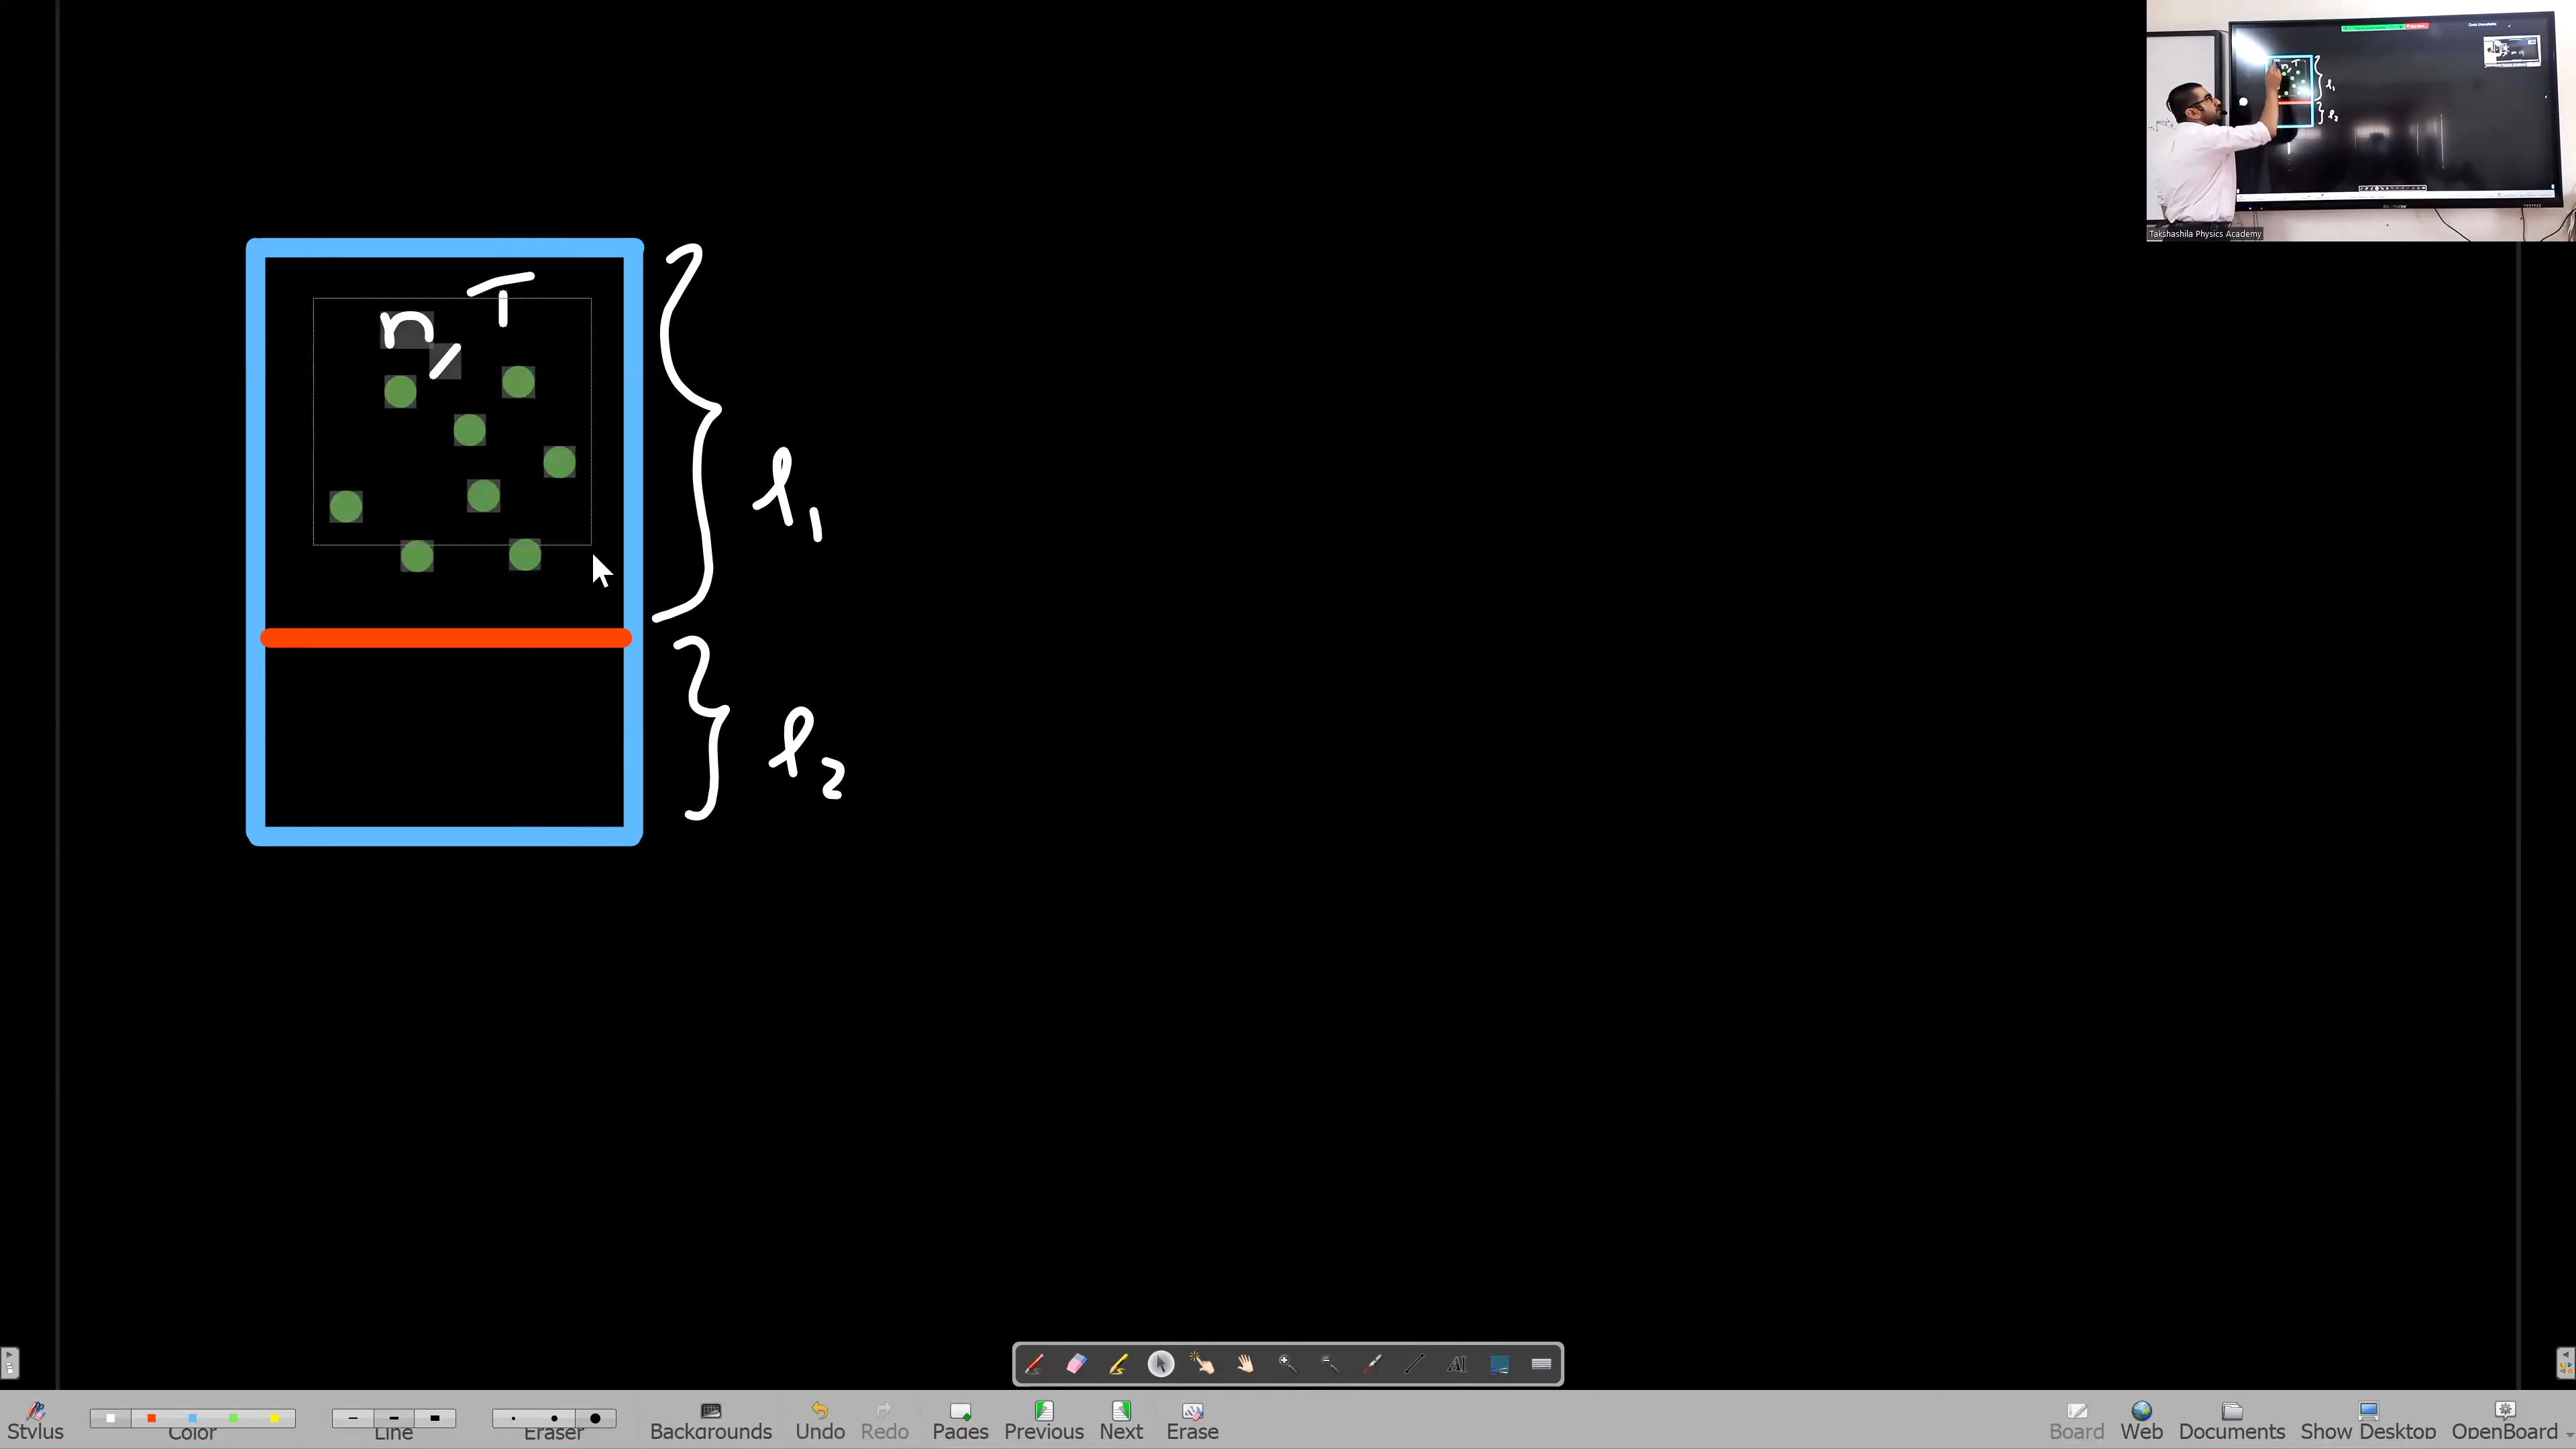 Takshashila Physics Academy
n, T
l1
l2
Stylus Color Line Eraser Backgrounds Undo Redo Pages Previous Next Erase Board Web Documents Show Desktop OpenBoard